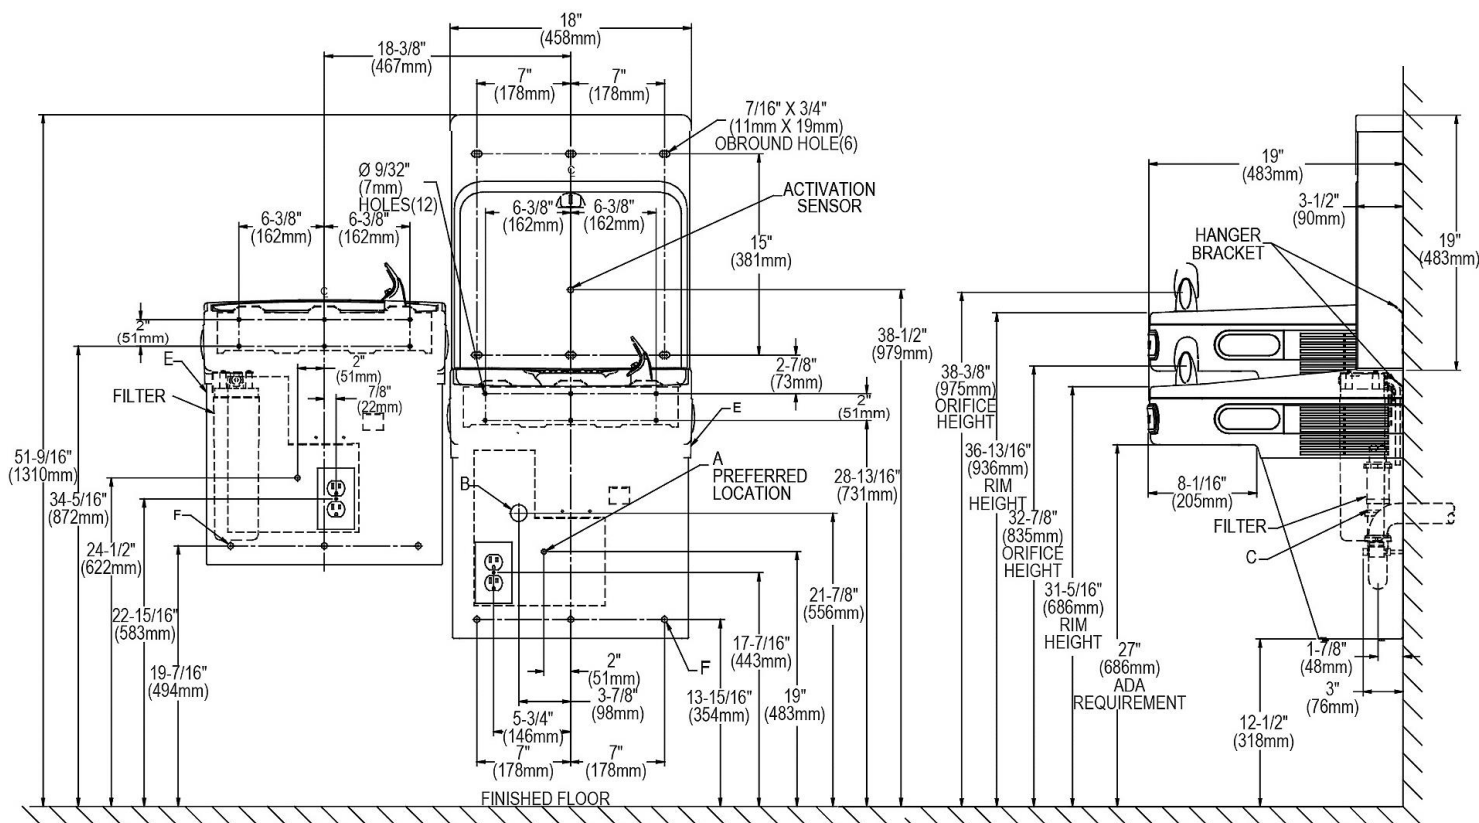 18"
(458mm)
18-3/8"
(467mm)
7"
(178mm)
7"
(178mm)
7/16" X 3/4"
(11mm X 19mm)
OBROUND HOLE(6)
Ø 9/32"
(7mm)
HOLES(12)
ACTIVATION
SENSOR
6-3/8"
(162mm)
6-3/8"
(162mm)
6-3/8"
(162mm)
6-3/8"
(162mm)
15"
(381mm)
2"
(51mm)
E
FILTER
2"
(51mm)
7/8"
(22mm)
38-1/2"
(979mm)
2-7/8"
(73mm)
2"
(51mm)
E
A
PREFERRED
LOCATION
B
28-13/16"
(731mm)
51-9/16"
(1310mm)
34-5/16"
(872mm)
F
24-1/2"
(622mm)
22-15/16"
(583mm)
19-7/16"
(494mm)
21-7/8"
(556mm)
17-7/16"
(443mm)
F
2"
(51mm)
3-7/8"
(98mm)
5-3/4"
(146mm)
7"
(178mm)
7"
(178mm)
13-15/16"
(354mm)
19"
(483mm)
FINISHED FLOOR
19"
(483mm)
3-1/2"
(90mm)
HANGER
BRACKET
19"
(483mm)
38-3/8"
(975mm)
ORIFICE
HEIGHT
36-13/16"
(936mm)
RIM
HEIGHT
32-7/8"
(835mm)
ORIFICE
HEIGHT
31-5/16"
(686mm)
RIM
HEIGHT
27"
(686mm)
ADA
REQUIREMENT
8-1/16"
(205mm)
FILTER
C
1-7/8"
(48mm)
3"
(76mm)
12-1/2"
(318mm)